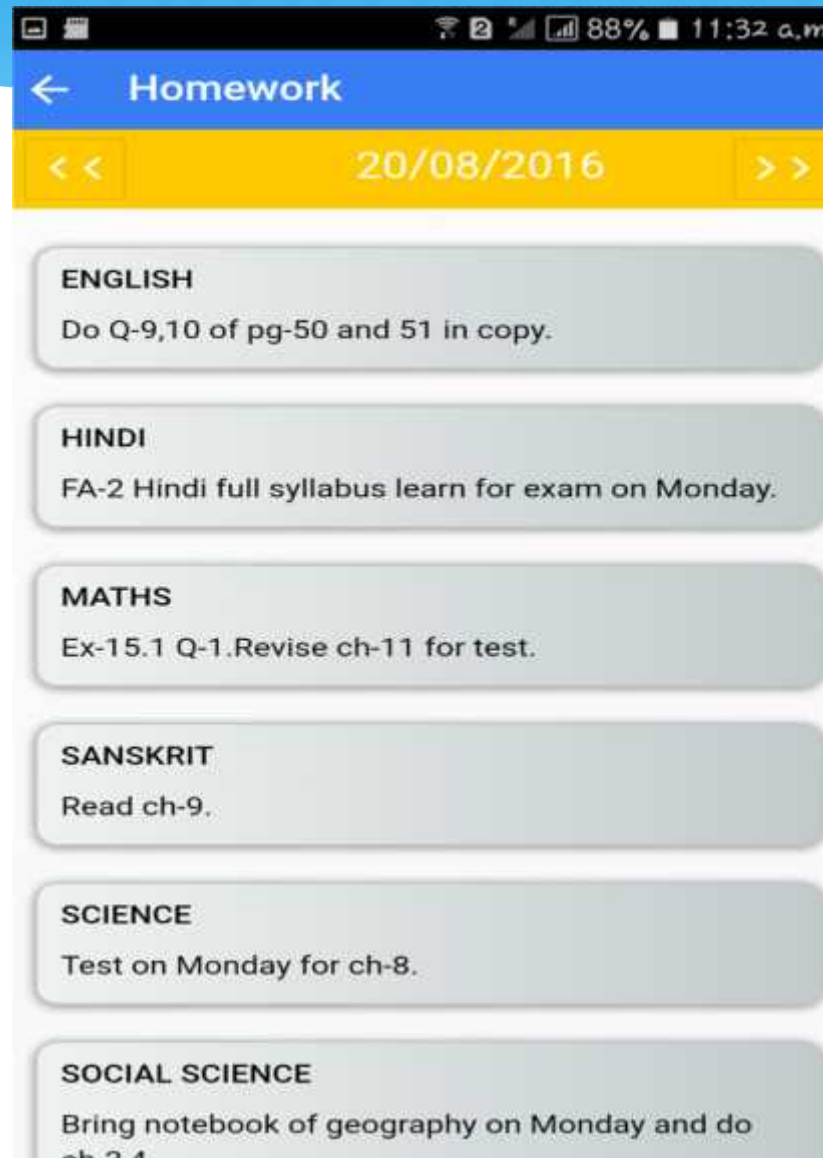 88% 11:32 a.m
Homework
<< 20/08/2016 >>
ENGLISH
Do Q-9,10 of pg-50 and 51 in copy.
HINDI
FA-2 Hindi full syllabus learn for exam on Monday.
MATHS
Ex-15.1 Q-1.Revise ch-11 for test.
SANSKRIT
Read ch-9.
SCIENCE
Test on Monday for ch-8.
SOCIAL SCIENCE
Bring notebook of geography on Monday and do